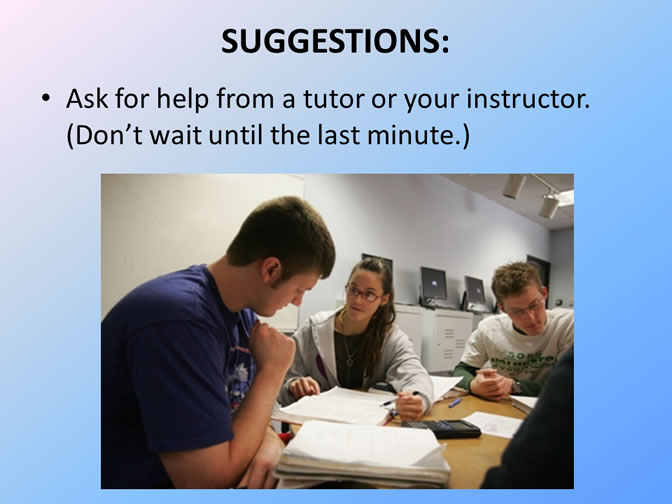 SUGGESTIONS:
• Ask for help from a tutor or your instructor.
(Don’t wait until the last minute.)